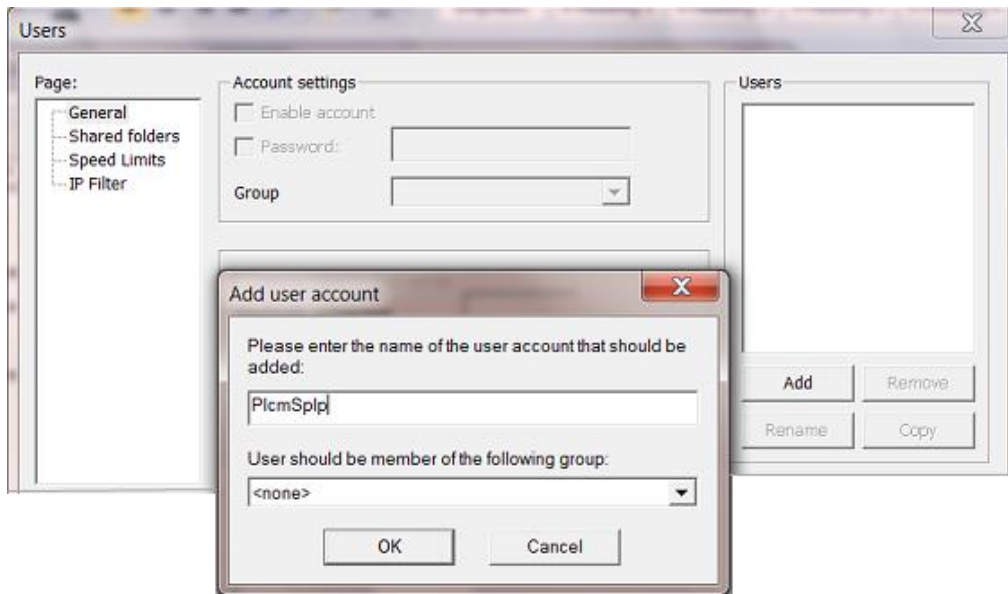 Users
Page:
General
Shared folders
Speed Limits
IP Filter
Account settings
Enable account
Password:
Group
Users
Add
Remove
Rename
Copy
Add user account
Please enter the name of the user account that should be
added:
PlcmSplp
User should be member of the following group:
<none>
OK
Cancel